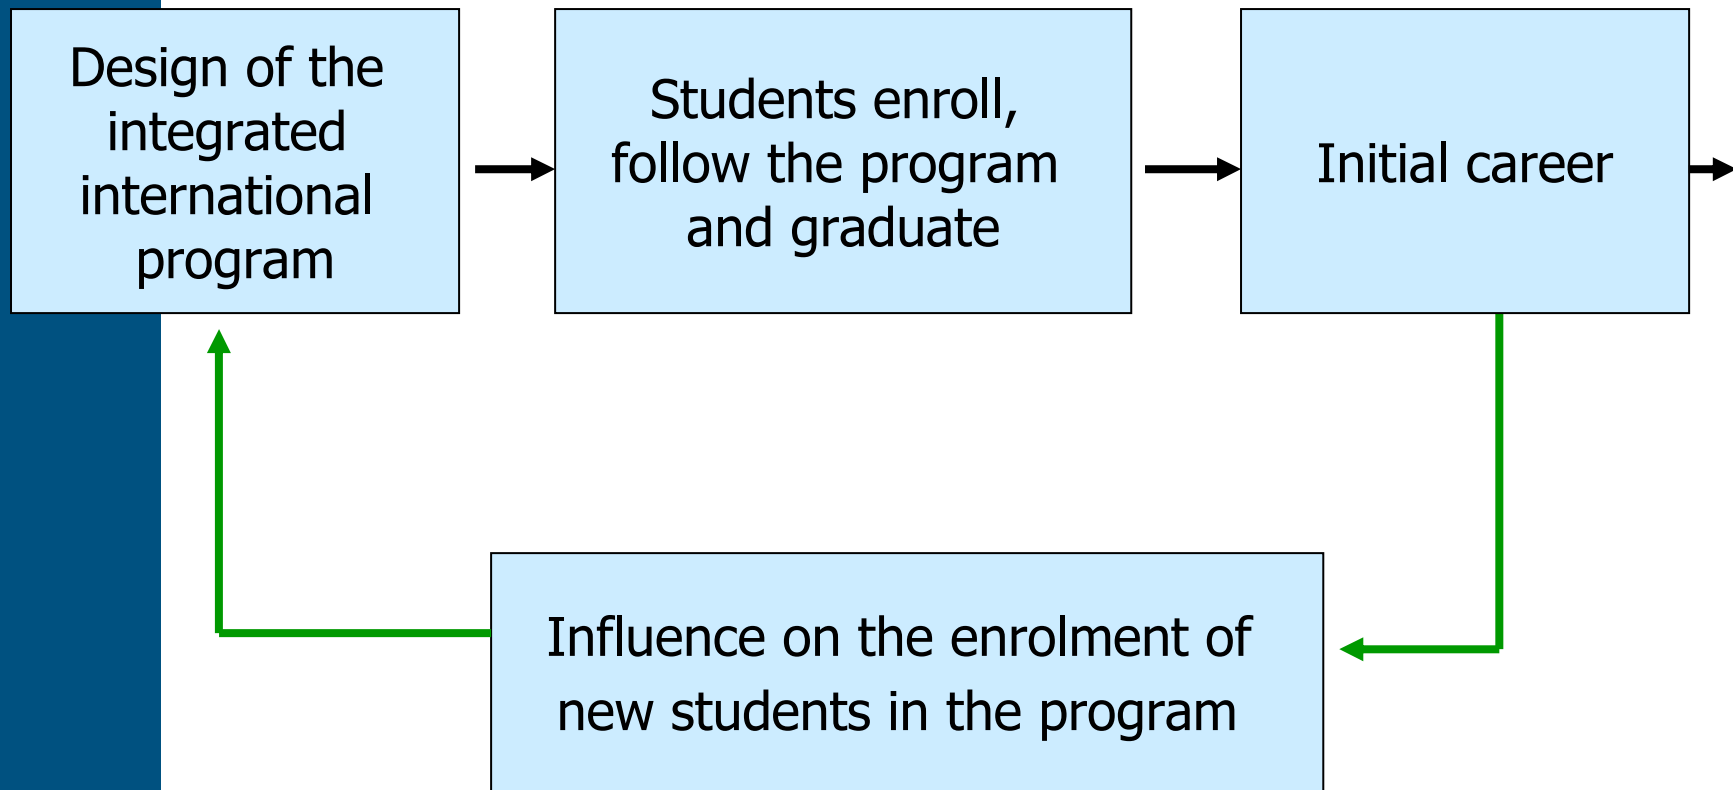 Design of the
integrated
international
program
Students enroll,
follow the program
and graduate
Initial career
Influence on the enrolment of
new students in the program